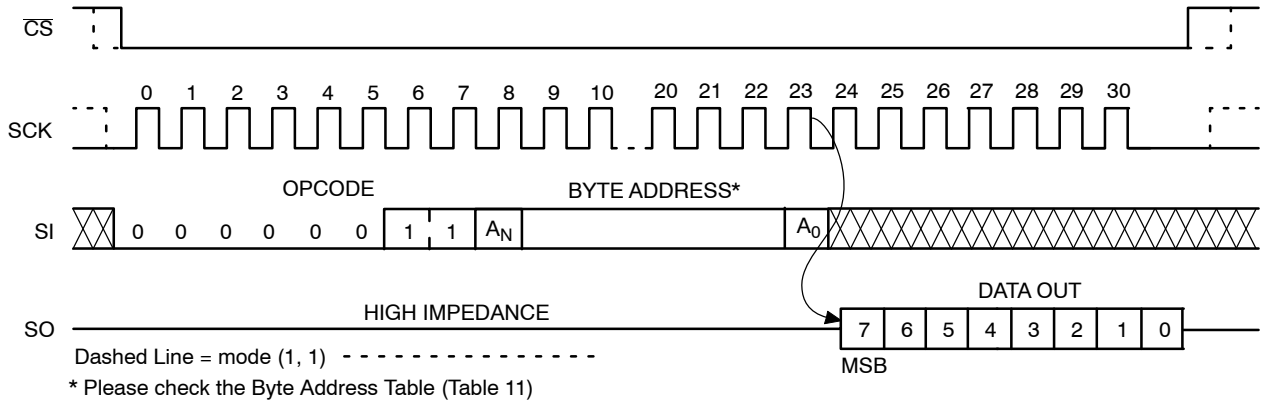 CS
0 1 2 3 4 5 6 7 8 9 10 20 21 22 23 24 25 26 27 28 29 30
SCK
OPCODE BYTE ADDRESS*
SI 0 0 0 0 0 0 1 1 AN A0
DATA OUT
HIGH IMPEDANCE
SO 7 6 5 4 3 2 1 0
Dashed Line = mode (1, 1)
MSB
* Please check the Byte Address Table (Table 11)